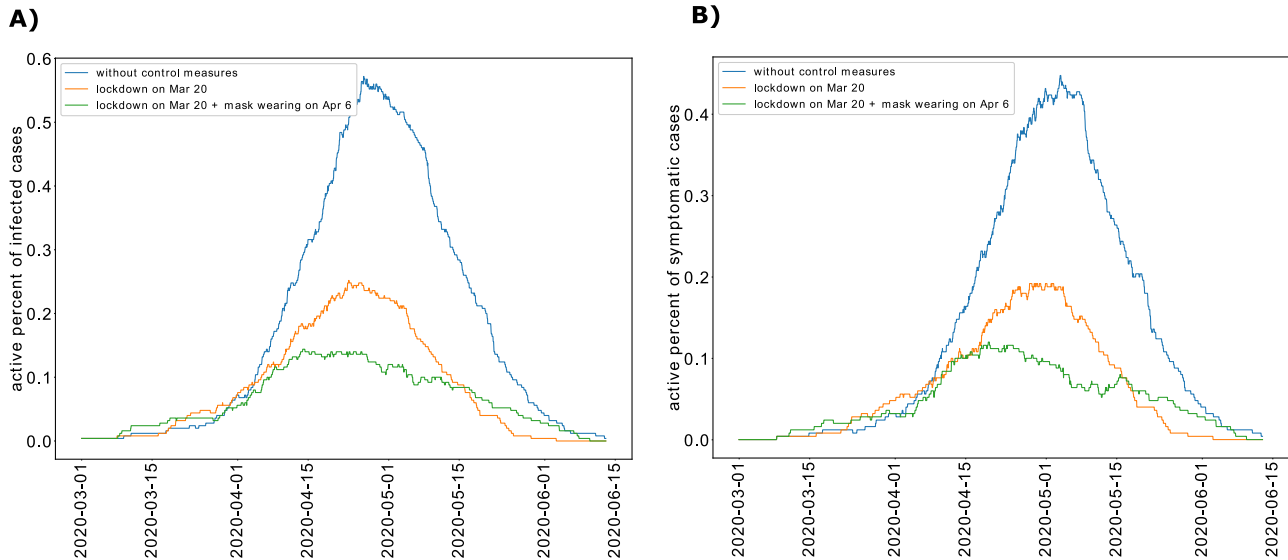 A)
active percent of infected cases
0.6
0.5
0.4
0.3
0.2
0.1
0.0
without control measures
lockdown on Mar 20
lockdown on Mar 20 + mask wearing on Apr 6
2020-03-01
2020-03-15
2020-04-01
2020-04-15
2020-05-01
2020-05-15
2020-06-01
2020-06-15
B)
active percent of symptomatic cases
0.4
0.3
0.2
0.1
0.0
without control measures
lockdown on Mar 20
lockdown on Mar 20 + mask wearing on Apr 6
2020-03-01
2020-03-15
2020-04-01
2020-04-15
2020-05-01
2020-05-15
2020-06-01
2020-06-15